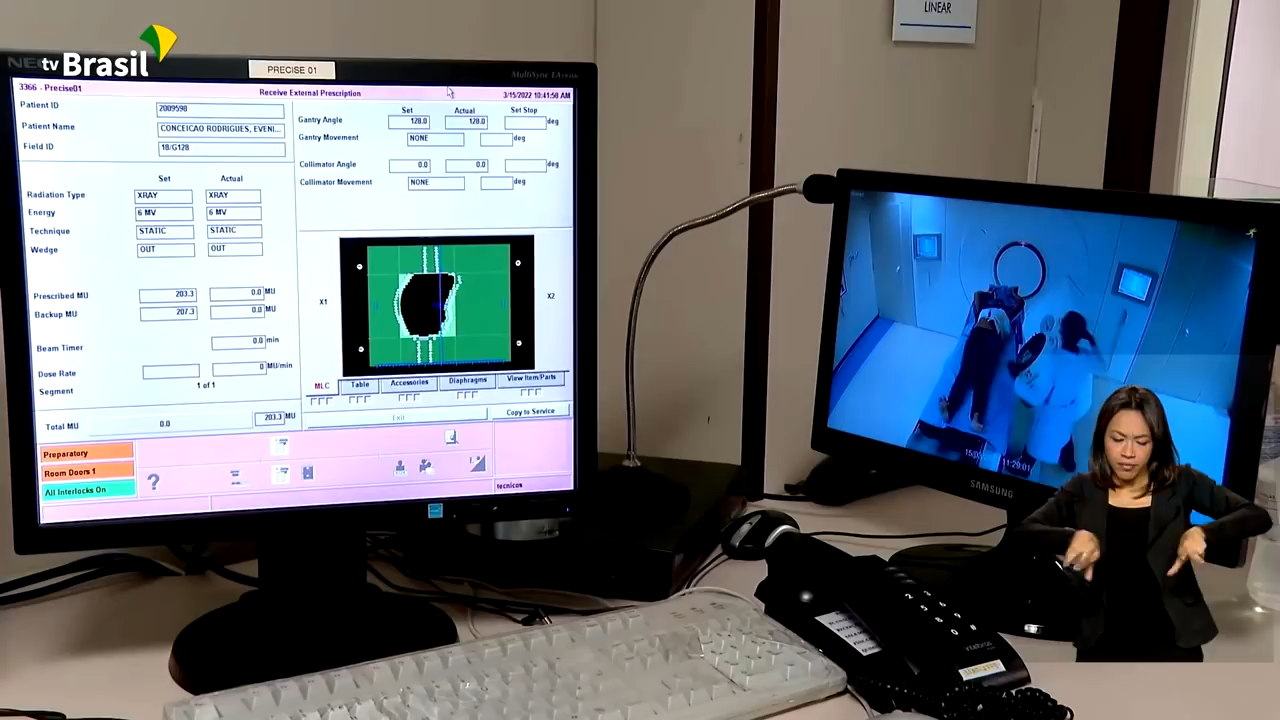 LINEAR
tv Brasil
NEC
PRECISE 01
MultiSync
3366 - Precise01
Receive External Prescription
3/15/2022 10:41:58 AM
Patient ID
2009598
Patient Name
CONCEICAO RODRIGUES, EVENI...
Field ID
18/G128
Set
Actual
Set Stop
Gantry Angle
128.0
128.0
deg
Gantry Movement
NONE
deg
Collimator Angle
0.0
0.0
deg
Collimator Movement
NONE
deg
Set
Actual
Radiation Type
XRAY
XRAY
Energy
6 MV
6 MV
Technique
STATIC
STATIC
Wedge
OUT
OUT
Prescribed MU
203.3
0.0
MU
Backup MU
207.3
0.0
MU
Beam Timer
0.0
min
Dose Rate
0
MU/min
Segment
1 of 1
Total MU
0.0
203.3
MU
X1
X2
MLC
Table
Accessories
Diaphragms
View Item/Parts
Exit
Copy to Service
Preparatory
Room Doors 1
All Interlocks On
?
tecnicos
11:29:01
SAMSUNG